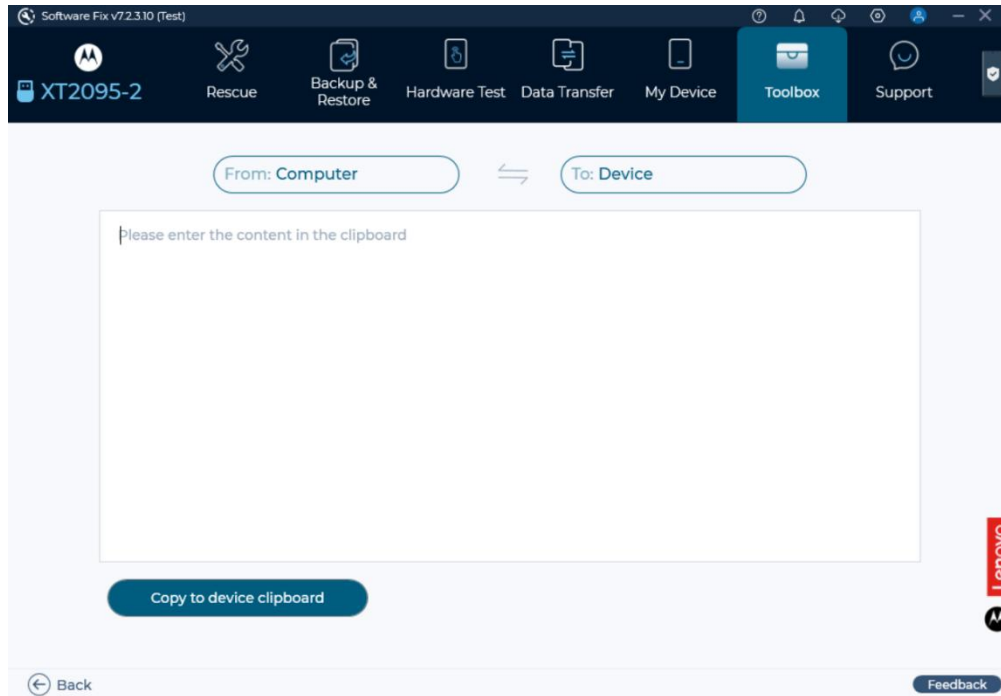 Software Fix v7.2.3.10 (Test)
XT2095-2
Rescue
Backup &
Restore
Hardware Test
Data Transfer
My Device
Toolbox
Support
From: Computer
To: Device
Please enter the content in the clipboard
Copy to device clipboard
Lenovo
Back
Feedback